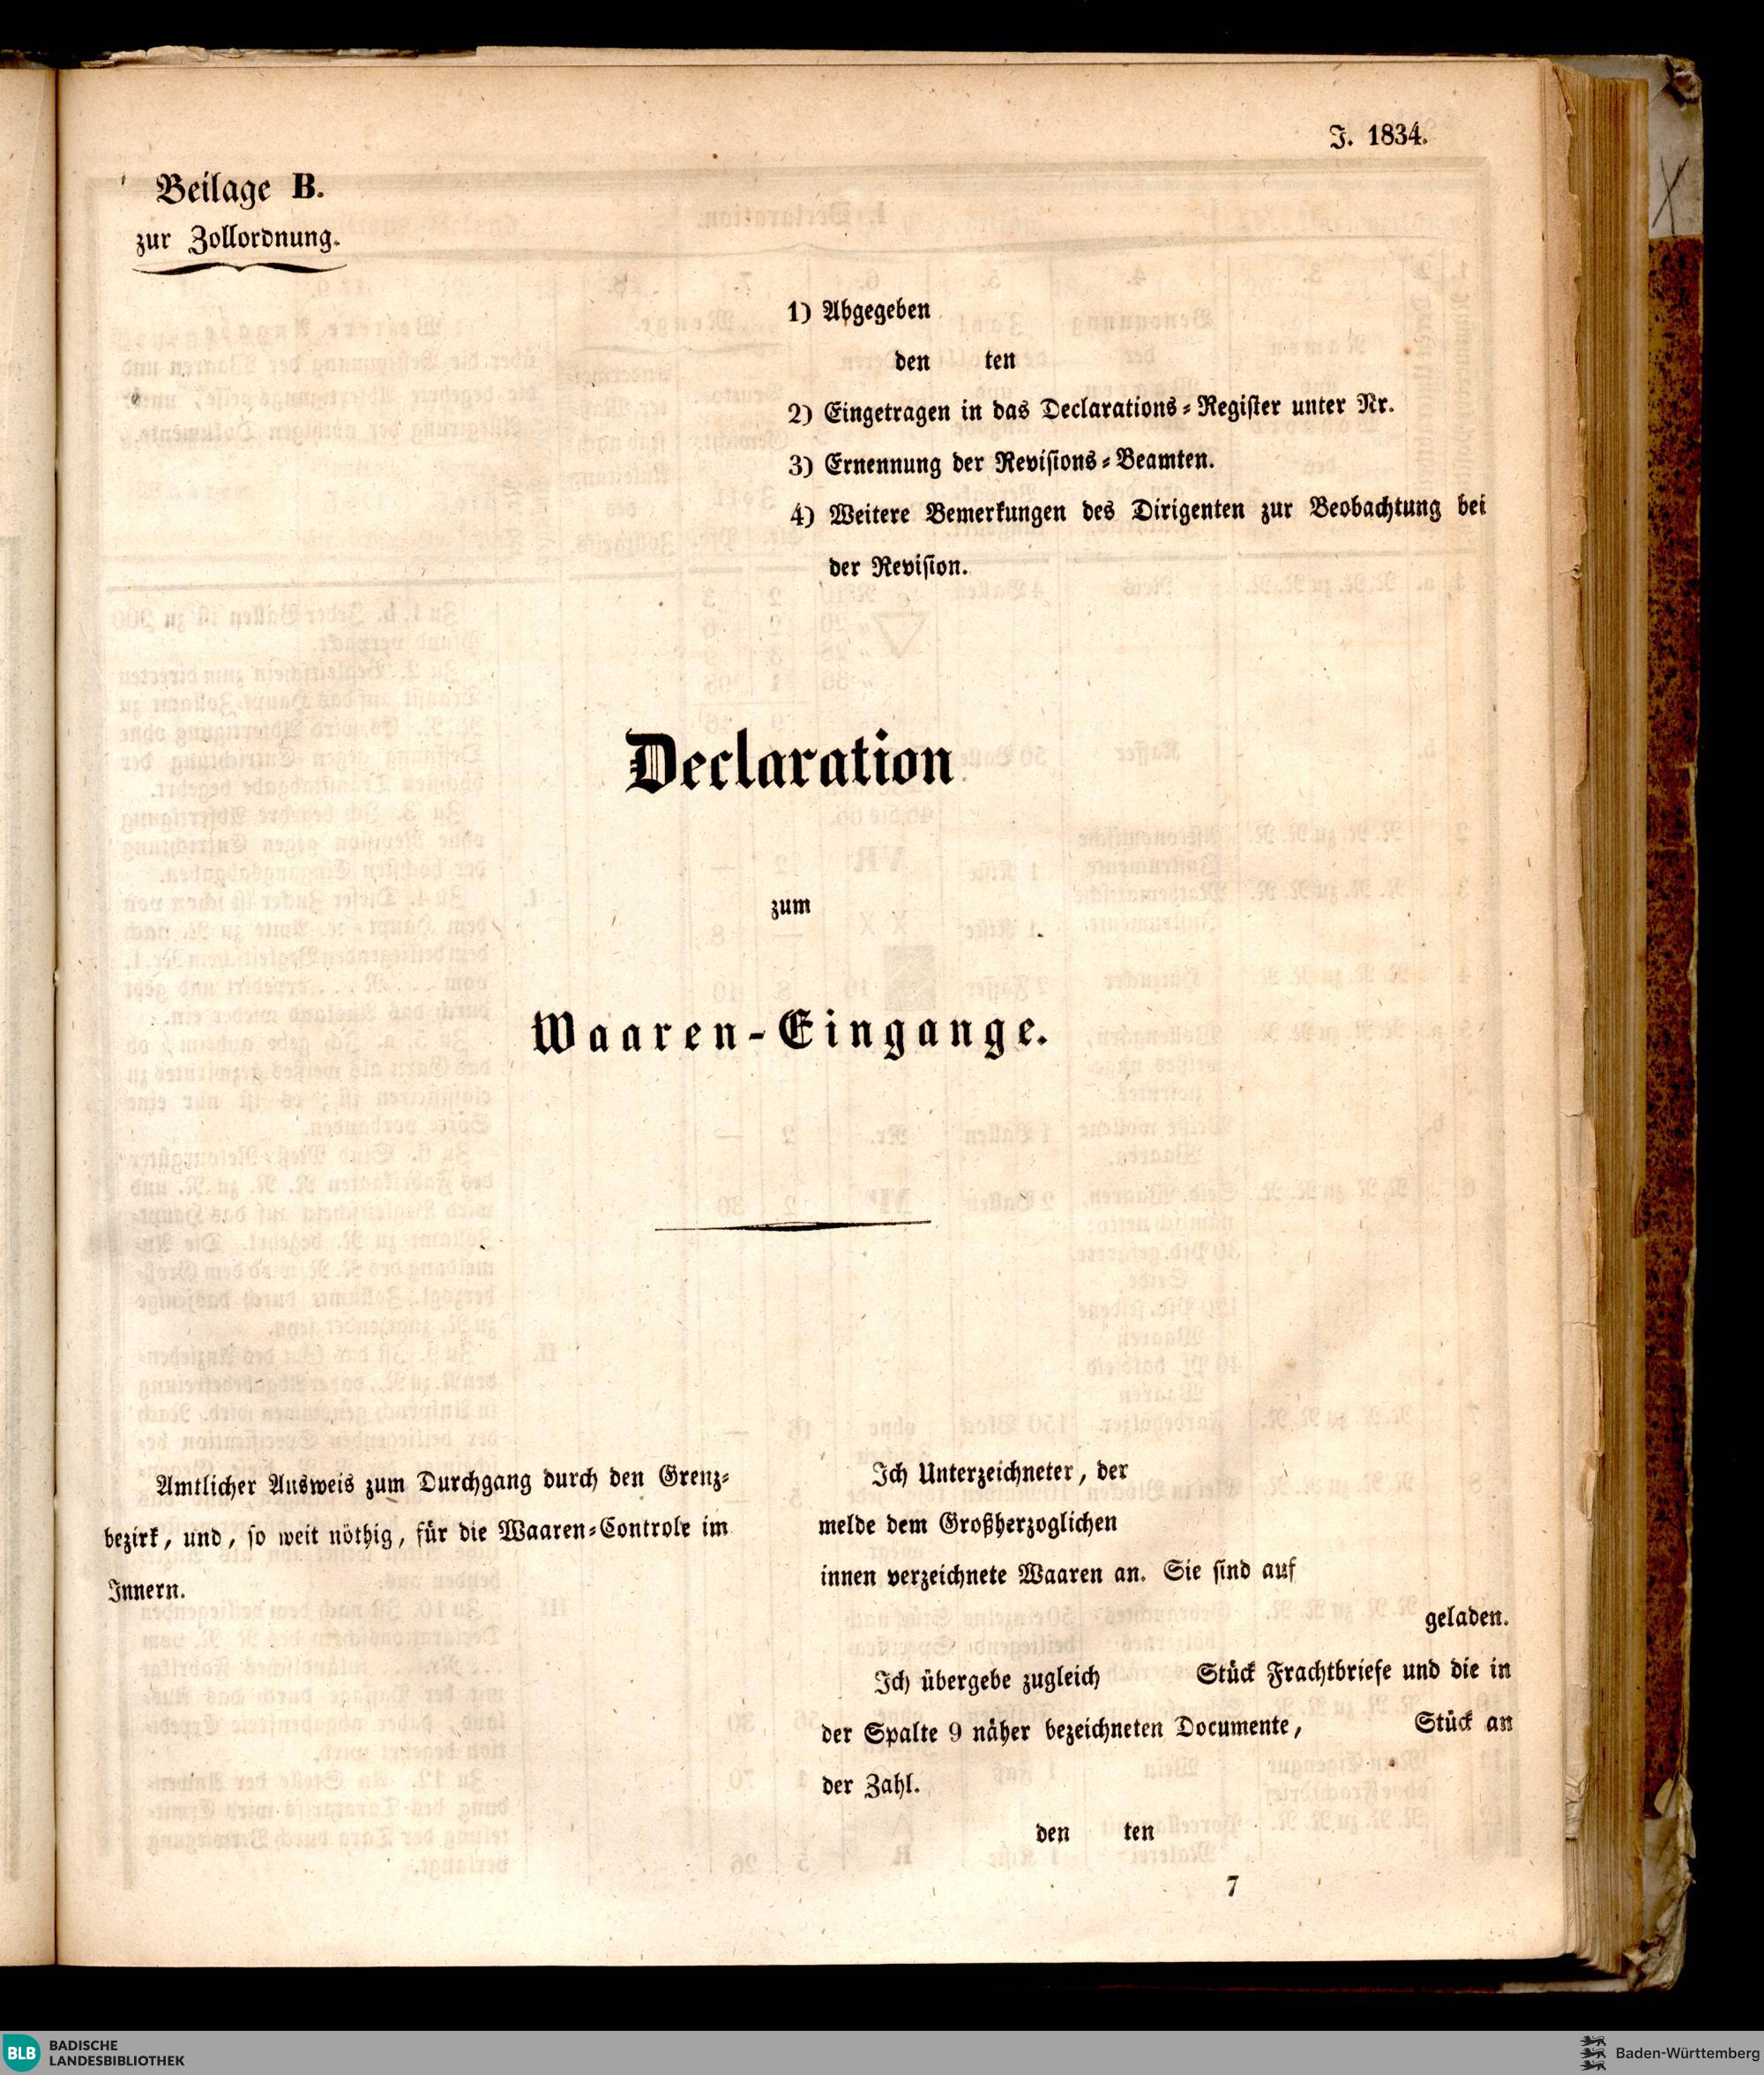 J. 1834.
Beilage B.
zur Zollordnung.
1) Abgegeben
den ten
2) Eingetragen in das Declarations-Register unter Nr.
3) Ernennung der Revisions-Beamten.
4) Weitere Bemerkungen des Dirigenten zur Beobachtung bei
der Revision.
Declaration
zum
Waaren-Eingange.
Amtlicher Ausweis zum Durchgang durch den Grenz-
bezirk, und, so weit nöthig, für die Waaren-Controle im
Innern.
Ich Unterzeichneter, der
melde dem Großherzoglichen
innen verzeichnete Waaren an. Sie sind auf
geladen.
Ich übergebe zugleich Stück Frachtbriefe und die in
der Spalte 9 näher bezeichneten Documente, Stück an
der Zahl.
den ten
7
BLB BADISCHE
LANDESBIBLIOTHEK
Baden-Württemberg